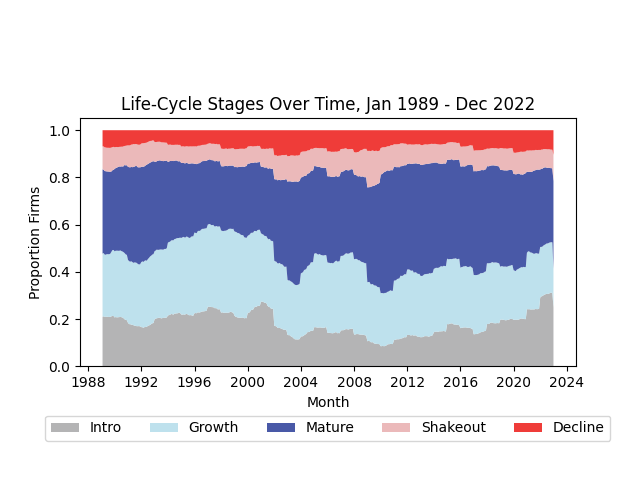 Life-Cycle Stages Over Time, Jan 1989 - Dec 2022
1.0
0.8
0.6
0.4
0.2
0.0
Proportion Firms
1988 1992 1996 2000 2004 2008 2012 2016 2020 2024
Month
Intro Growth Mature Shakeout Decline